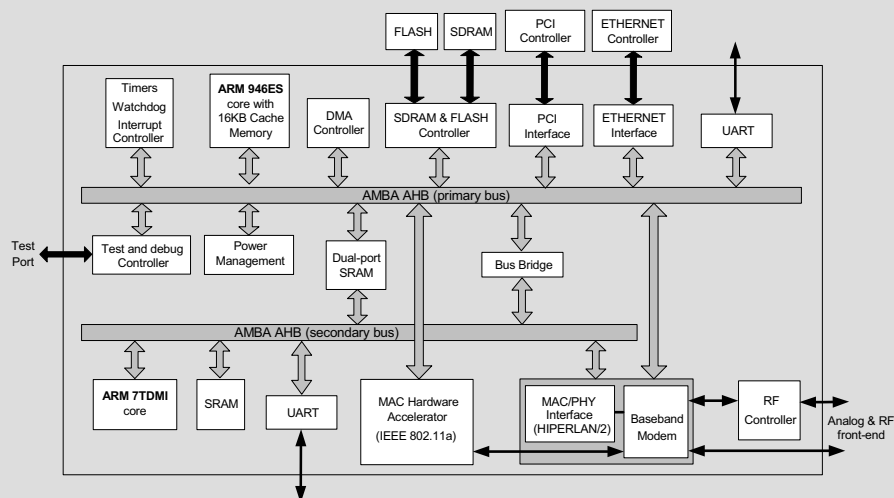 FLASH
SDRAM
PCI
Controller
ETHERNET
Controller
Timers
Watchdog
Interrupt
Controller
ARM 946ES
core with
16KB Cache
Memory
DMA
Controller
SDRAM & FLASH
Controller
PCI
Interface
ETHERNET
Interface
UART
AMBA AHB (primary bus)
Test
Port
Test and debug
Controller
Power
Management
Dual-port
SRAM
Bus Bridge
AMBA AHB (secondary bus)
ARM 7TDMI
core
SRAM
UART
MAC Hardware
Accelerator
(IEEE 802.11a)
MAC/PHY
Interface
(HIPERLAN/2)
Baseband
Modem
RF
Controller
Analog & RF
front-end